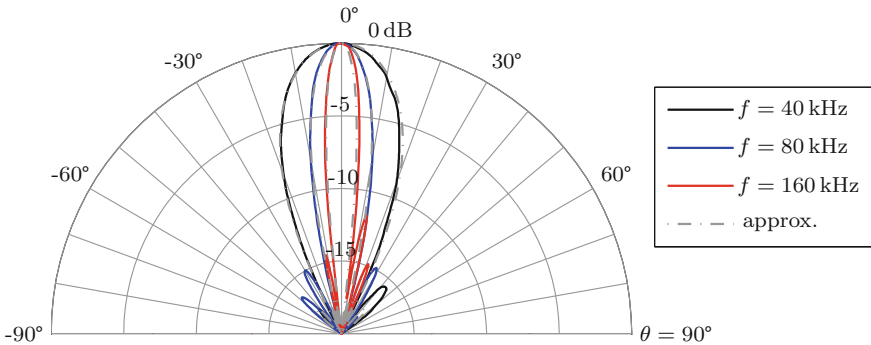 0°
0 dB
-30°
30°
-5
f = 40 kHz
f = 80 kHz
-60°
-10
60°
f = 160 kHz
approx.
-15
-90°
θ = 90°